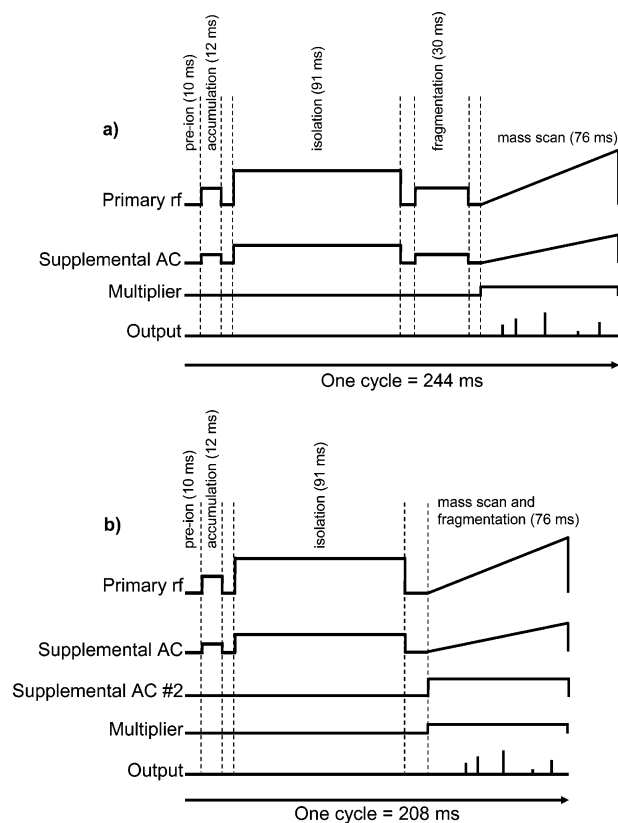 a)
pre-ion (10 ms)
accumulation (12 ms)
isolation (91 ms)
fragmentation (30 ms)
mass scan (76 ms)
Primary rf
Supplemental AC
Multiplier
Output
One cycle = 244 ms
b)
pre-ion (10 ms)
accumulation (12 ms)
isolation (91 ms)
mass scan and
fragmentation (76 ms)
Primary rf
Supplemental AC
Supplemental AC #2
Multiplier
Output
One cycle = 208 ms